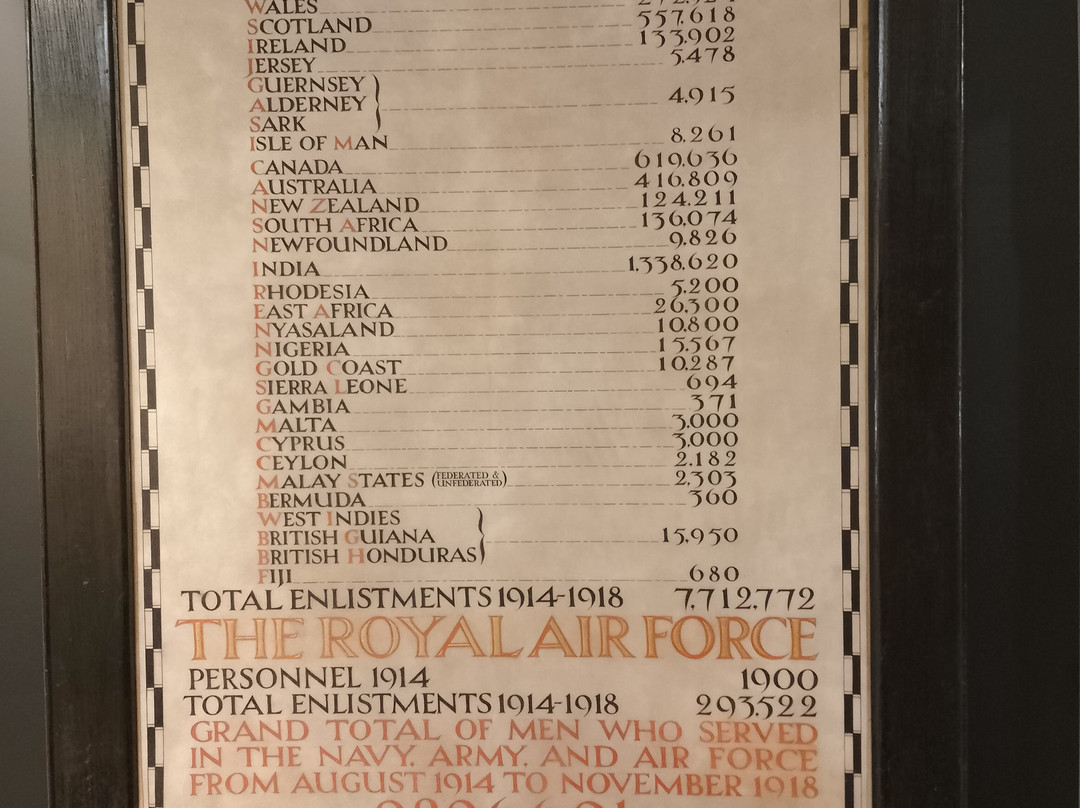 WALES
SCOTLAND 557,618
IRELAND 133,902
JERSEY 5,478
GUERNSEY
ALDERNEY 4,915
SARK
ISLE OF MAN 8,261
CANADA 619,636
AUSTRALIA 416,809
NEW ZEALAND 124,211
SOUTH AFRICA 136,074
NEWFOUNDLAND 9,826
INDIA 1,338,620
RHODESIA 5,200
EAST AFRICA 26,300
NYASALAND 10,800
NIGERIA 15,567
GOLD COAST 10,287
SIERRA LEONE 694
GAMBIA 371
MALTA 3,000
CYPRUS 3,000
CEYLON 2,182
MALAY STATES (FEDERATED & UNFEDERATED) 2,303
BERMUDA 360
WEST INDIES
BRITISH GUIANA 15,950
BRITISH HONDURAS
FIJI 680
TOTAL ENLISTMENTS 1914-1918 7,712,772
THE ROYAL AIR FORCE
PERSONNEL 1914 1900
TOTAL ENLISTMENTS 1914-1918 293,522
GRAND TOTAL OF MEN WHO SERVED
IN THE NAVY, ARMY, AND AIR FORCE
FROM AUGUST 1914 TO NOVEMBER 1918